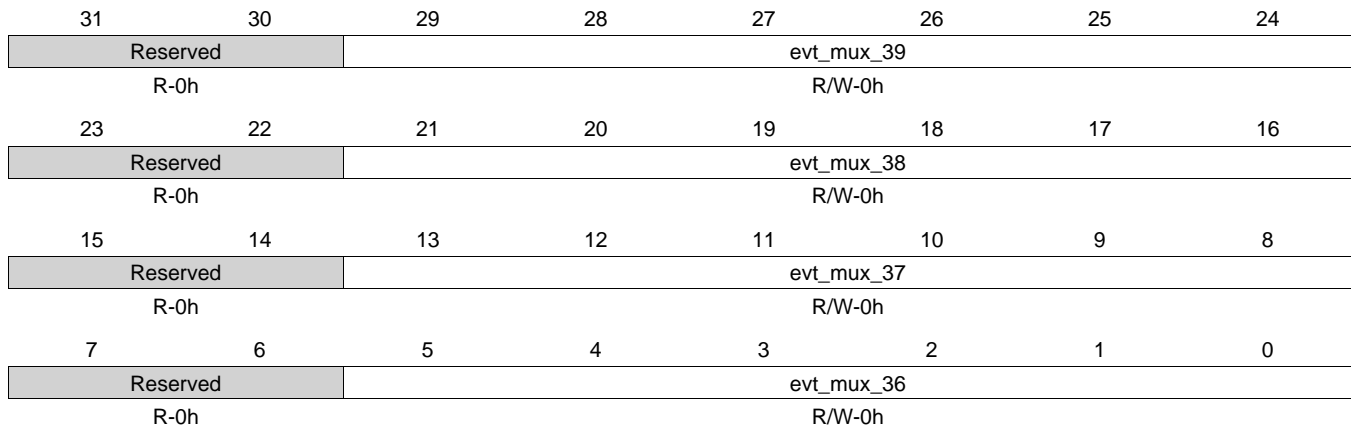 31 30 29 28 27 26 25 24
Reserved evt_mux_39
R-0h R/W-0h
23 22 21 20 19 18 17 16
Reserved evt_mux_38
R-0h R/W-0h
15 14 13 12 11 10 9 8
Reserved evt_mux_37
R-0h R/W-0h
7 6 5 4 3 2 1 0
Reserved evt_mux_36
R-0h R/W-0h